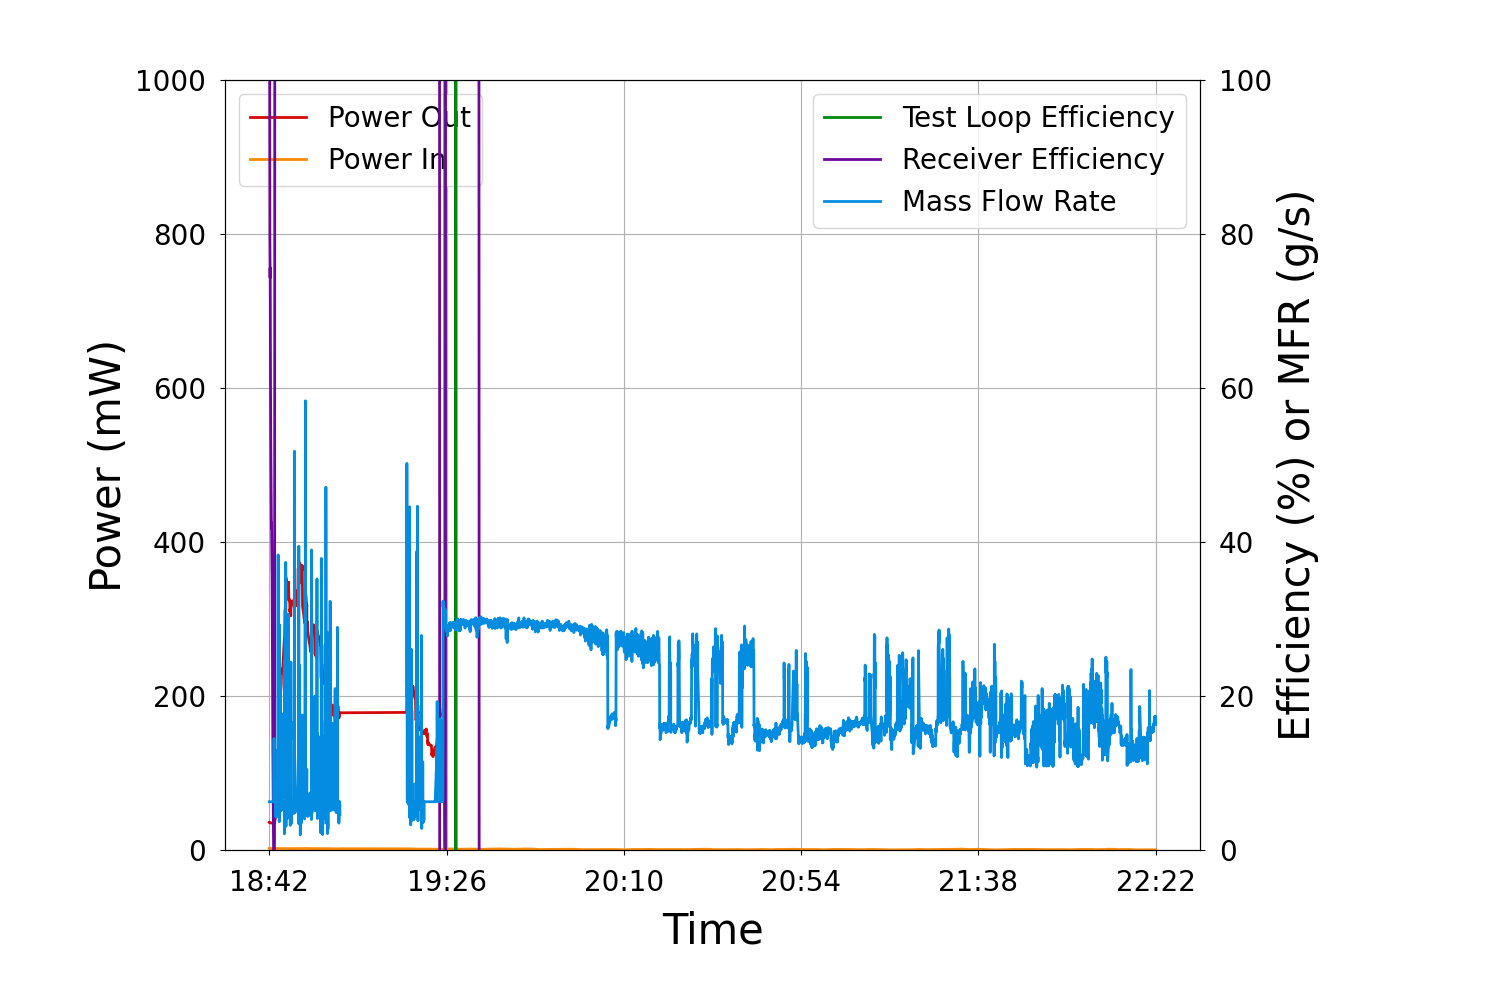 1000
800
600
400
200
0
Power (mW)
Power Out
Power In
Test Loop Efficiency
Receiver Efficiency
Mass Flow Rate
100
80
60
40
20
0
Efficiency (%) or MFR (g/s)
18:42 19:26 20:10 20:54 21:38 22:22
Time